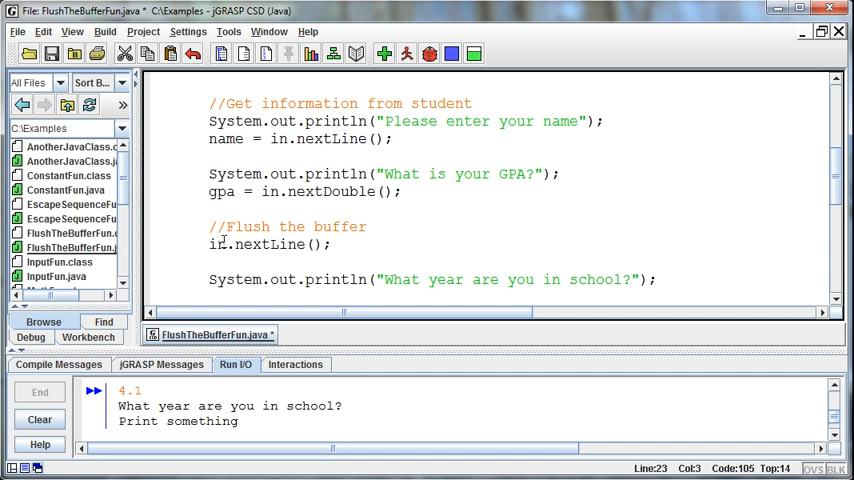 File: FlushTheBufferFun.java * C:\Examples - jGRASP CSD (Java)
File Edit View Build Project Settings Tools Window Help
All Files Sort B...
C:\Examples
AnotherJavaClass.c
AnotherJavaClass.ja
ConstantFun.class
ConstantFun.java
EscapeSequenceFu
EscapeSequenceFu
FlushTheBufferFun.c
FlushTheBufferFun.j
InputFun.class
InputFun.java
Browse Find
Debug Workbench
//Get information from student
System.out.println("Please enter your name");
name = in.nextLine();
System.out.println("What is your GPA?");
gpa = in.nextDouble();
//Flush the buffer
in.nextLine();
System.out.println("What year are you in school?");
FlushTheBufferFun.java *
Compile Messages jGRASP Messages Run I/O Interactions
End
Clear
Help
4.1
What year are you in school?
Print something
Line:23 Col:3 Code:105 Top:14 OVS BLK